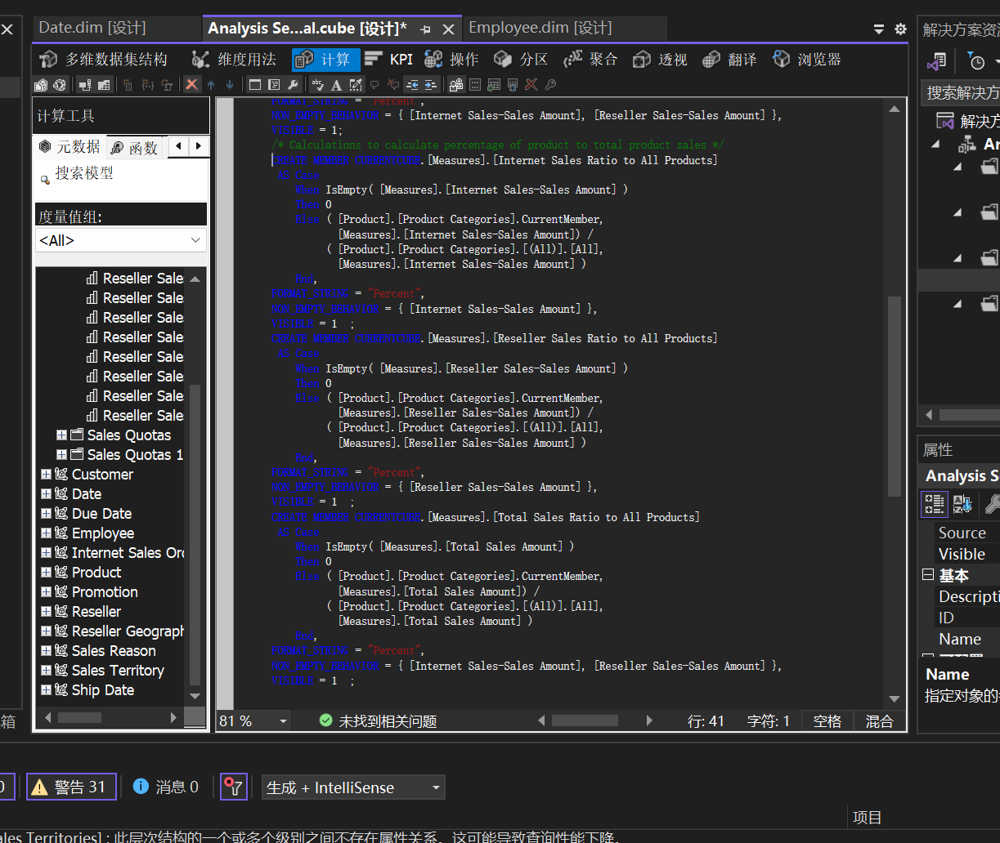 Date.dim [设计]
Analysis Se...al.cube [设计]*
Employee.dim [设计]
解决方案资
多维数据集结构
维度用法
计算
KPI
操作
分区
聚合
透视
翻译
浏览器
计算工具
元数据
函数
搜索模型
度量值组:
<All>
Reseller Sale
Reseller Sale
Reseller Sale
Reseller Sale
Reseller Sale
Reseller Sale
Reseller Sale
Reseller Sale
Sales Quotas
Sales Quotas 1
Customer
Date
Due Date
Employee
Internet Sales Ord
Product
Promotion
Reseller
Reseller Geograph
Sales Reason
Sales Territory
Ship Date
FORMAT_STRING = "Percent",
NON_EMPTY_BEHAVIOR = { [Internet Sales-Sales Amount], [Reseller Sales-Sales Amount] },
VISIBLE = 1;
/* Calculations to calculate percentage of product to total product sales */
CREATE MEMBER CURRENTCUBE.[Measures].[Internet Sales Ratio to All Products]
AS Case
When IsEmpty( [Measures].[Internet Sales-Sales Amount] )
Then 0
Else ( [Product].[Product Categories].CurrentMember,
[Measures].[Internet Sales-Sales Amount]) /
( [Product].[Product Categories].[(All)].[All],
[Measures].[Internet Sales-Sales Amount] )
End,
FORMAT_STRING = "Percent",
NON_EMPTY_BEHAVIOR = { [Internet Sales-Sales Amount] },
VISIBLE = 1 ;
CREATE MEMBER CURRENTCUBE.[Measures].[Reseller Sales Ratio to All Products]
AS Case
When IsEmpty( [Measures].[Reseller Sales-Sales Amount] )
Then 0
Else ( [Product].[Product Categories].CurrentMember,
[Measures].[Reseller Sales-Sales Amount]) /
( [Product].[Product Categories].[(All)].[All],
[Measures].[Reseller Sales-Sales Amount] )
End,
FORMAT_STRING = "Percent",
NON_EMPTY_BEHAVIOR = { [Reseller Sales-Sales Amount] },
VISIBLE = 1 ;
CREATE MEMBER CURRENTCUBE.[Measures].[Total Sales Ratio to All Products]
AS Case
When IsEmpty( [Measures].[Total Sales Amount] )
Then 0
Else ( [Product].[Product Categories].CurrentMember,
[Measures].[Total Sales Amount]) /
( [Product].[Product Categories].[(All)].[All],
[Measures].[Total Sales Amount] )
End,
FORMAT_STRING = "Percent",
NON_EMPTY_BEHAVIOR = { [Internet Sales-Sales Amount], [Reseller Sales-Sales Amount] },
VISIBLE = 1 ;
81 %
未找到相关问题
行: 41
字符: 1
空格
混合
搜索解决方
解决方
An
属性
Analysis S
Source
Visible
基本
Descripti
ID
Name
Name
指定对象的
箱
0
警告 31
消息 0
生成 + IntelliSense
项目
ales Territories] : 此层次结构的一个或多个级别之间不存在属性关系。这可能导致查询性能下降。